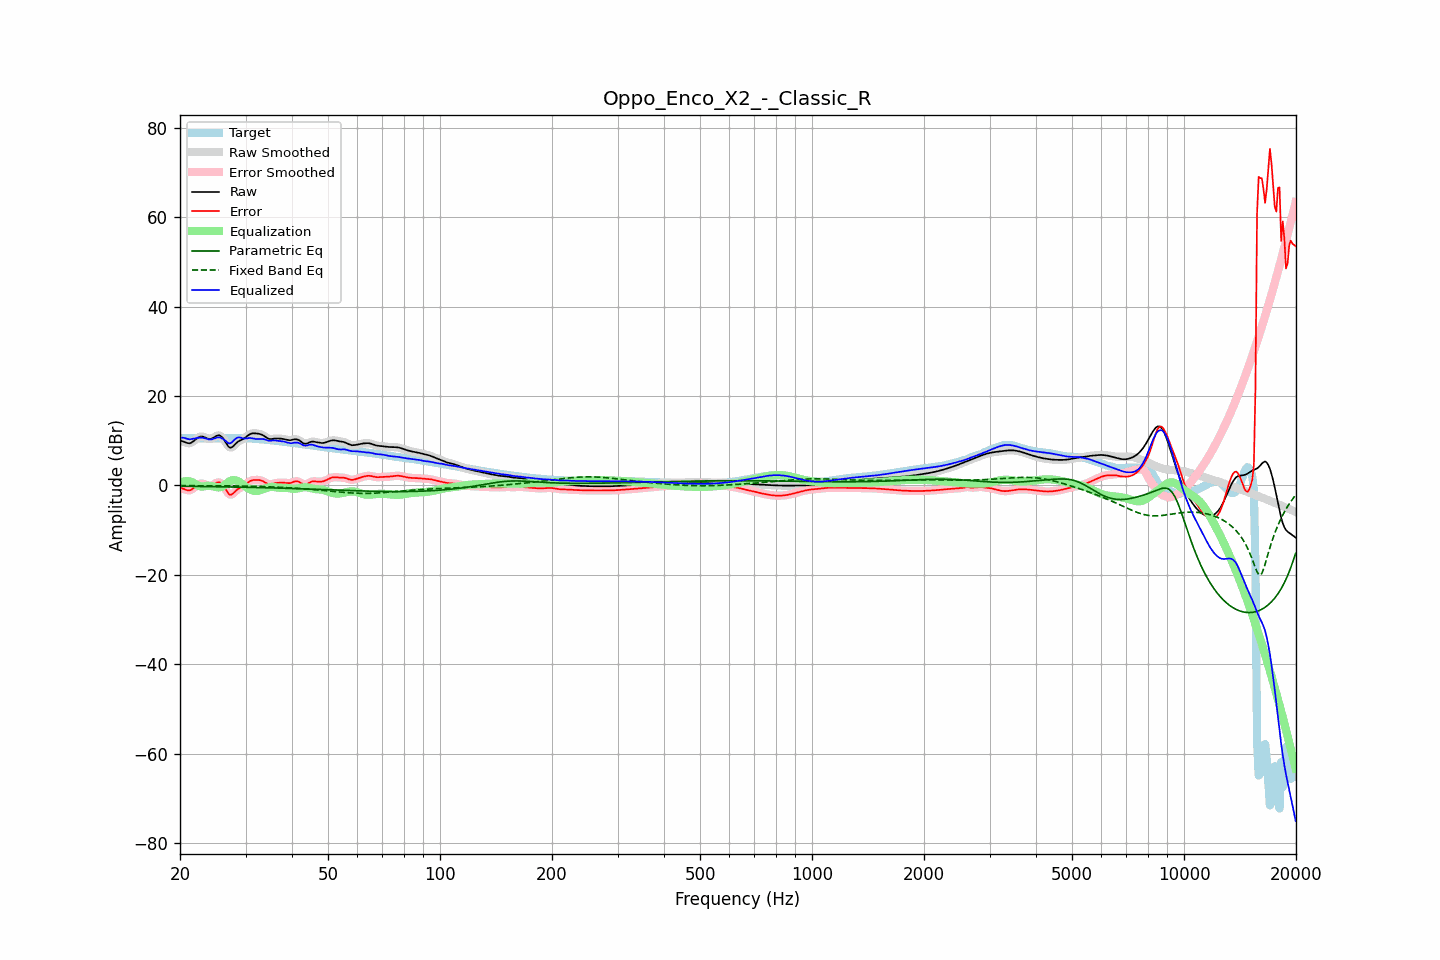 Oppo_Enco_X2_-_Classic_R
Target
Raw Smoothed
Error Smoothed
Raw
Error
Equalization
Parametric Eq
Fixed Band Eq
Equalized
Amplitude (dBr)
80
60
40
20
0
−20
−40
−60
−80
20 50 100 200 500 1000 2000 5000 10000 20000
Frequency (Hz)